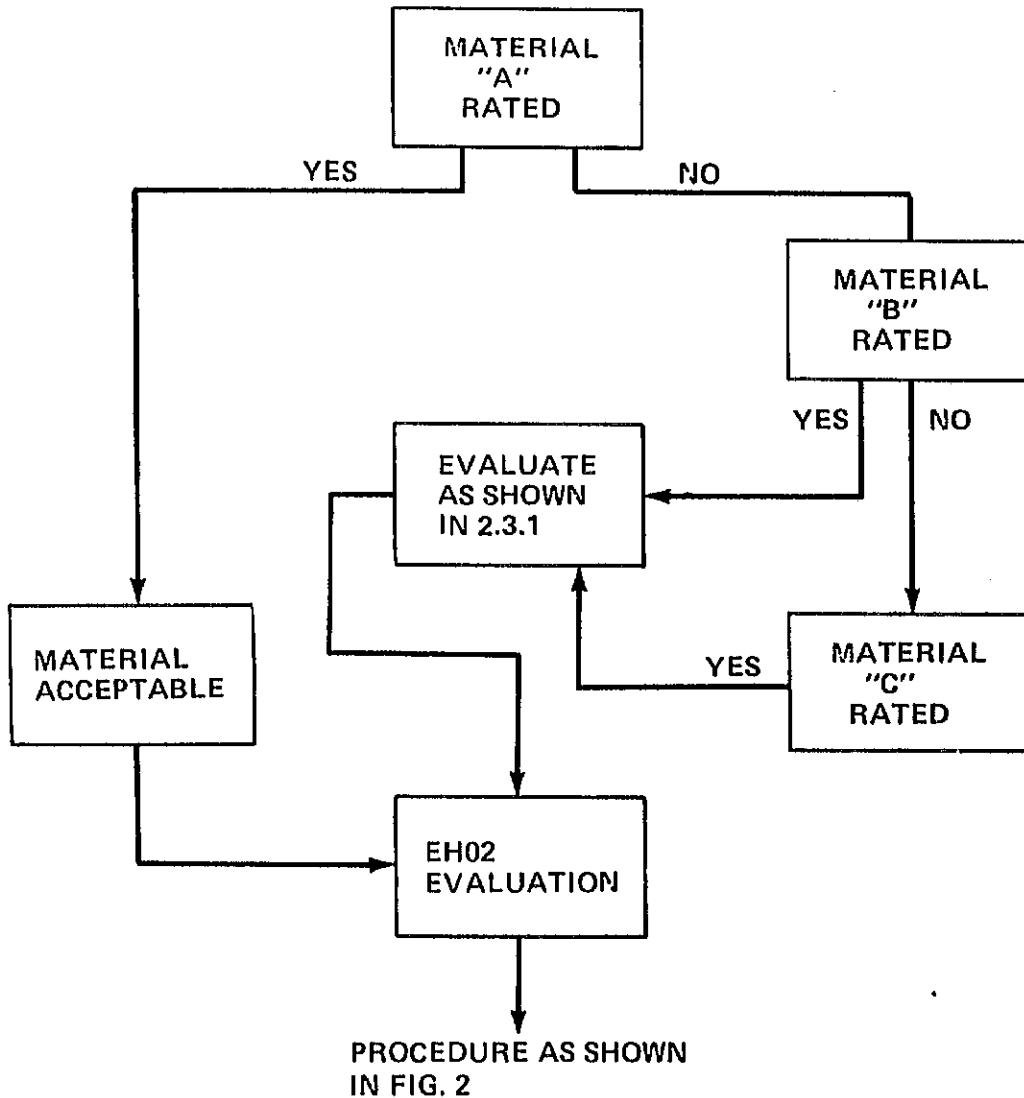 MATERIAL
"A"
RATED
YES
NO
MATERIAL
"B"
RATED
YES
NO
EVALUATE
AS SHOWN
IN 2.3.1
MATERIAL
ACCEPTABLE
YES
MATERIAL
"C"
RATED
EH02
EVALUATION
PROCEDURE AS SHOWN
IN FIG. 2